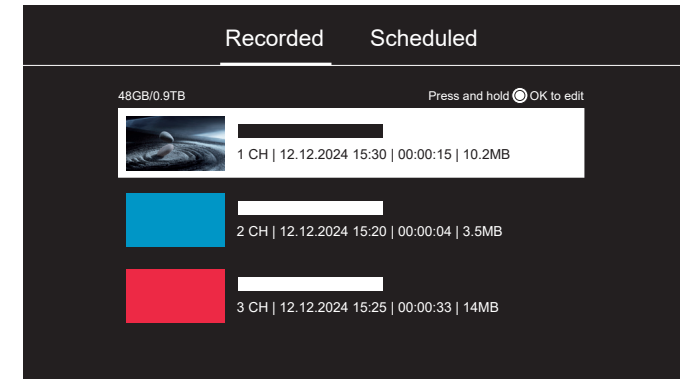 Recorded Scheduled
48GB/0.9TB Press and hold OK to edit
1 CH | 12.12.2024 15:30 | 00:00:15 | 10.2MB
2 CH | 12.12.2024 15:20 | 00:00:04 | 3.5MB
3 CH | 12.12.2024 15:25 | 00:00:33 | 14MB